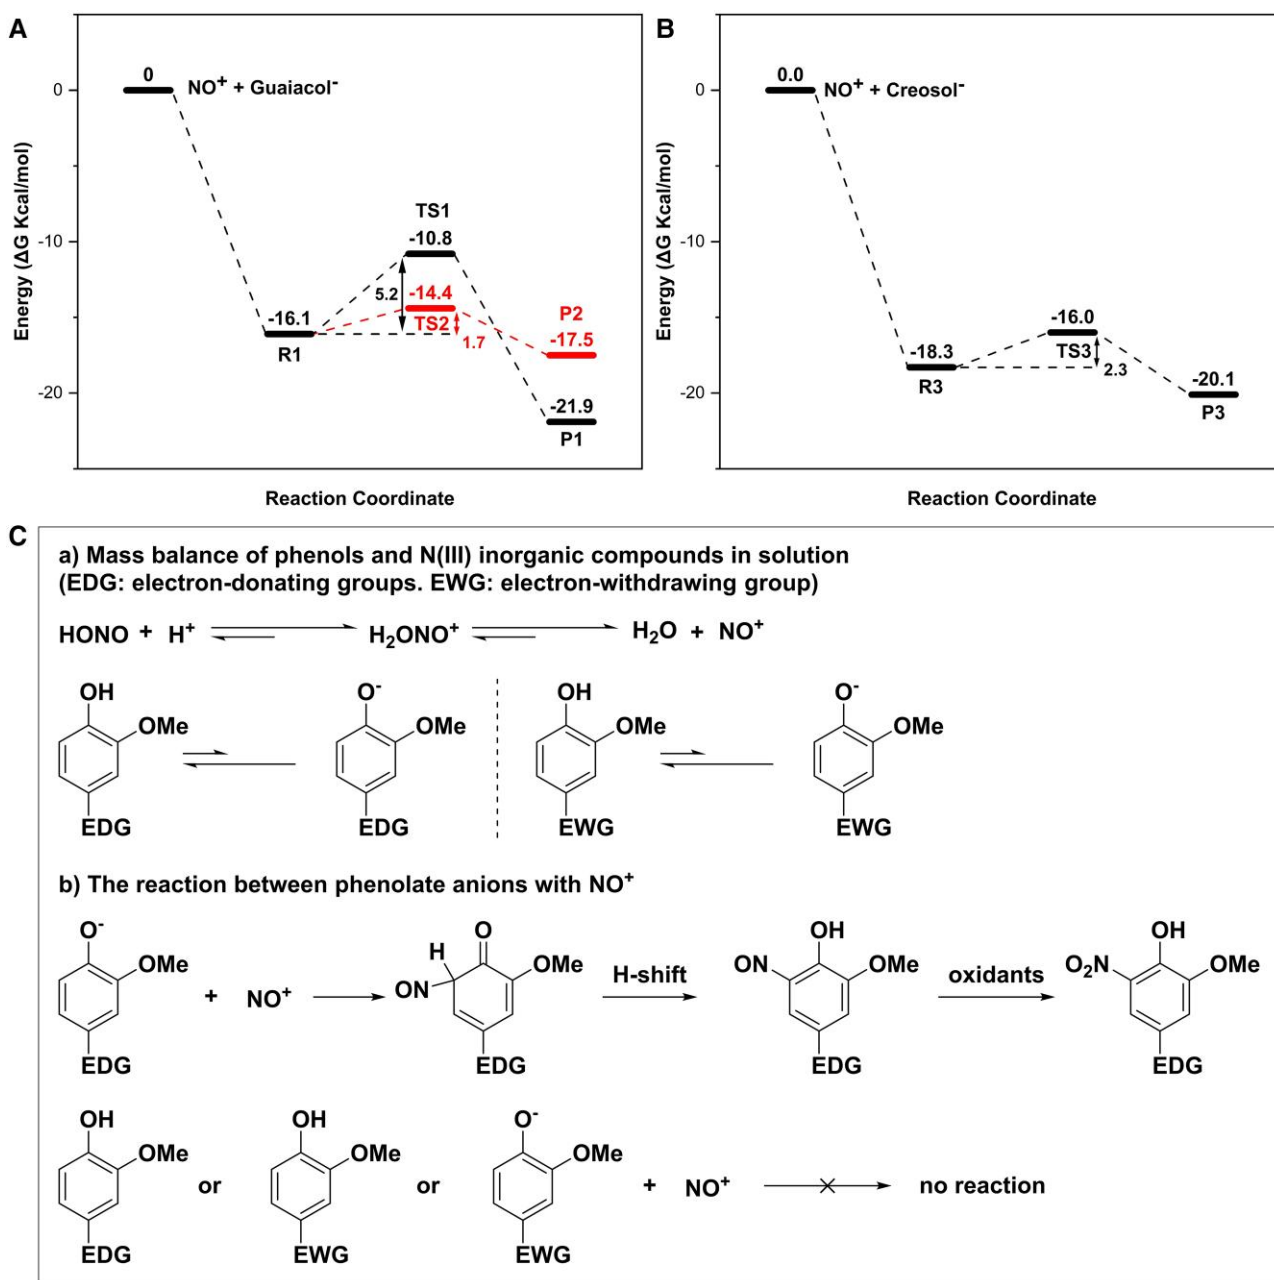 A
B
0
-10
-20
Energy (ΔG Kcal/mol)
0
NO⁺ + Guaiacol⁻
TS1
-10.8
5.2
-14.4
TS2
1.7
-16.1
R1
P2
-17.5
-21.9
P1
Reaction Coordinate
0
-10
-20
Energy (ΔG Kcal/mol)
0.0
NO⁺ + Creosol⁻
-16.0
TS3
2.3
-18.3
R3
-20.1
P3
Reaction Coordinate
C
a) Mass balance of phenols and N(III) inorganic compounds in solution
(EDG: electron-donating groups. EWG: electron-withdrawing group)
HONO + H⁺ H₂ONO⁺ H₂O + NO⁺
OH O⁻ OH O⁻
OMe OMe OMe OMe
EDG EDG EWG EWG
b) The reaction between phenolate anions with NO⁺
O⁻ O OH OH
H
OMe OMe H-shift ON OMe oxidants O₂N OMe
+ NO⁺ ON
EDG EDG EDG EDG
OH OH O⁻
OMe OMe OMe
or or + NO⁺ no reaction
EDG EWG EWG